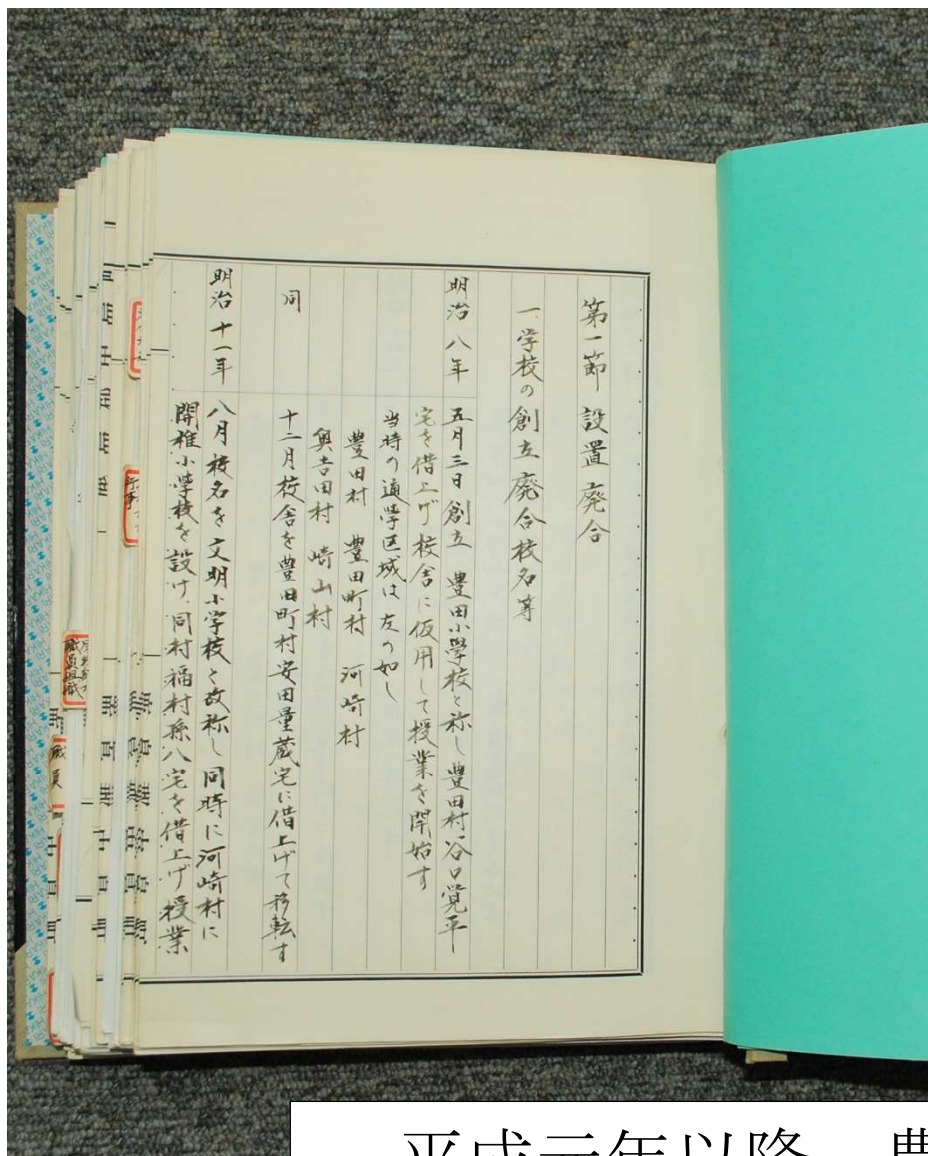 第一節 設置廃合
一、学校の創立廃合校名等
明治八年 五月三日創立 豊田小學校と称し豊田村谷口覚平
宅を借上げ校舎に仮用して授業を開始す
当時の通學区域は左の如し
豊田村 豊田町村 河崎村
奥吉田村 崎山村
同 十二月校舎を豊田町村安田量蔵宅に借上げて移転す
明治十一年 八月校名を文明小学校と改称し同時に河崎村に
開稚小學校を設け、同村福村孫八宅を借上げ授業
職員
平成元年以降